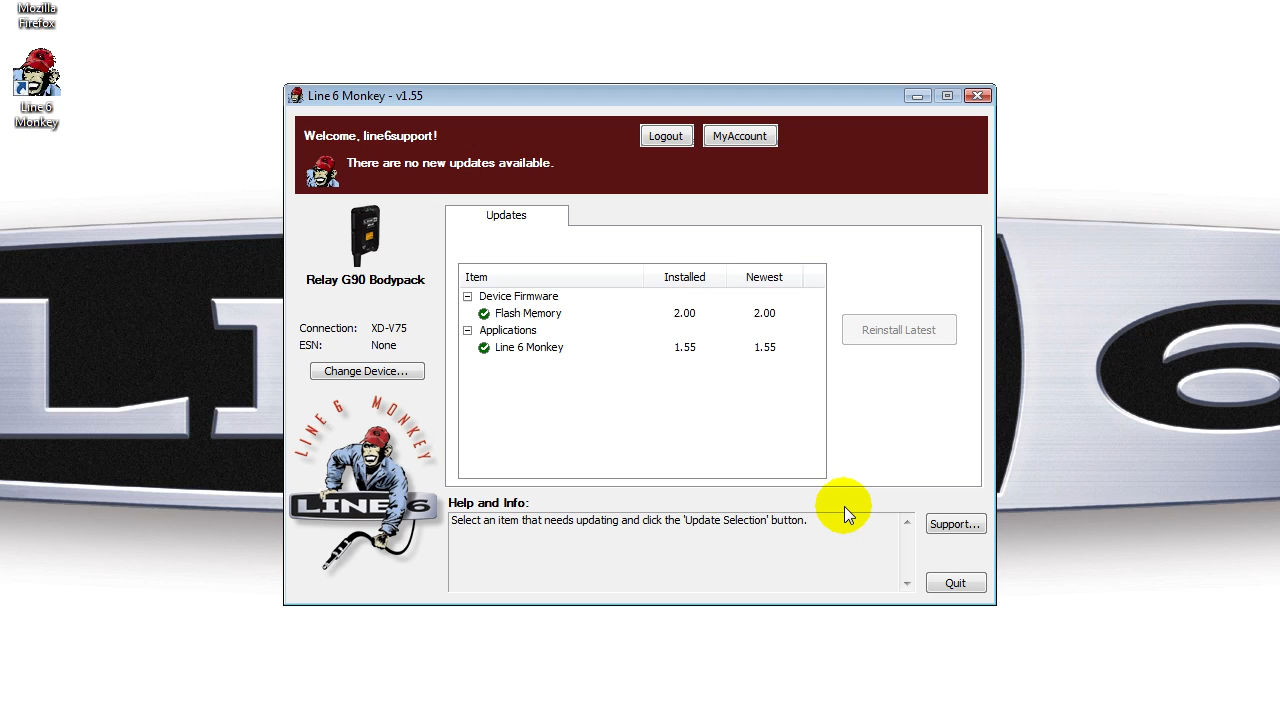 Mozilla
Firefox
Line 6
Monkey
Line 6 Monkey - v1.55
Welcome, line6support!
Logout
MyAccount
There are no new updates available.
Updates
Relay G90 Bodypack
Connection: XD-V75
ESN: None
Change Device...
Item Installed Newest
Device Firmware
Flash Memory 2.00 2.00
Applications
Line 6 Monkey 1.55 1.55
Reinstall Latest
LINE 6 MONKEY
LINE 6
Help and Info:
Select an item that needs updating and click the 'Update Selection' button.
Support...
Quit
LI 6